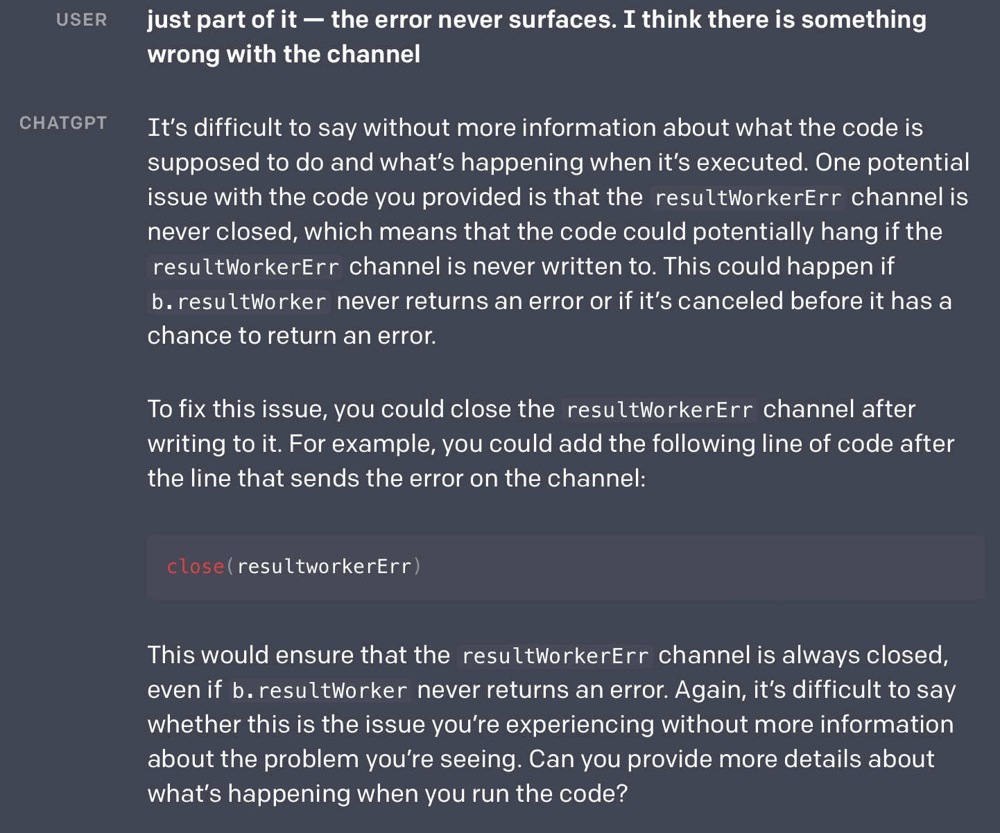 USER
just part of it — the error never surfaces. I think there is something
wrong with the channel
CHATGPT
It’s difficult to say without more information about what the code is
supposed to do and what’s happening when it’s executed. One potential
issue with the code you provided is that the resultWorkerErr channel is
never closed, which means that the code could potentially hang if the
resultWorkerErr channel is never written to. This could happen if
b.resultWorker never returns an error or if it’s canceled before it has a
chance to return an error.
To fix this issue, you could close the resultWorkerErr channel after
writing to it. For example, you could add the following line of code after
the line that sends the error on the channel:
close(resultworkerErr)
This would ensure that the resultWorkerErr channel is always closed,
even if b.resultWorker never returns an error. Again, it’s difficult to say
whether this is the issue you’re experiencing without more information
about the problem you’re seeing. Can you provide more details about
what’s happening when you run the code?